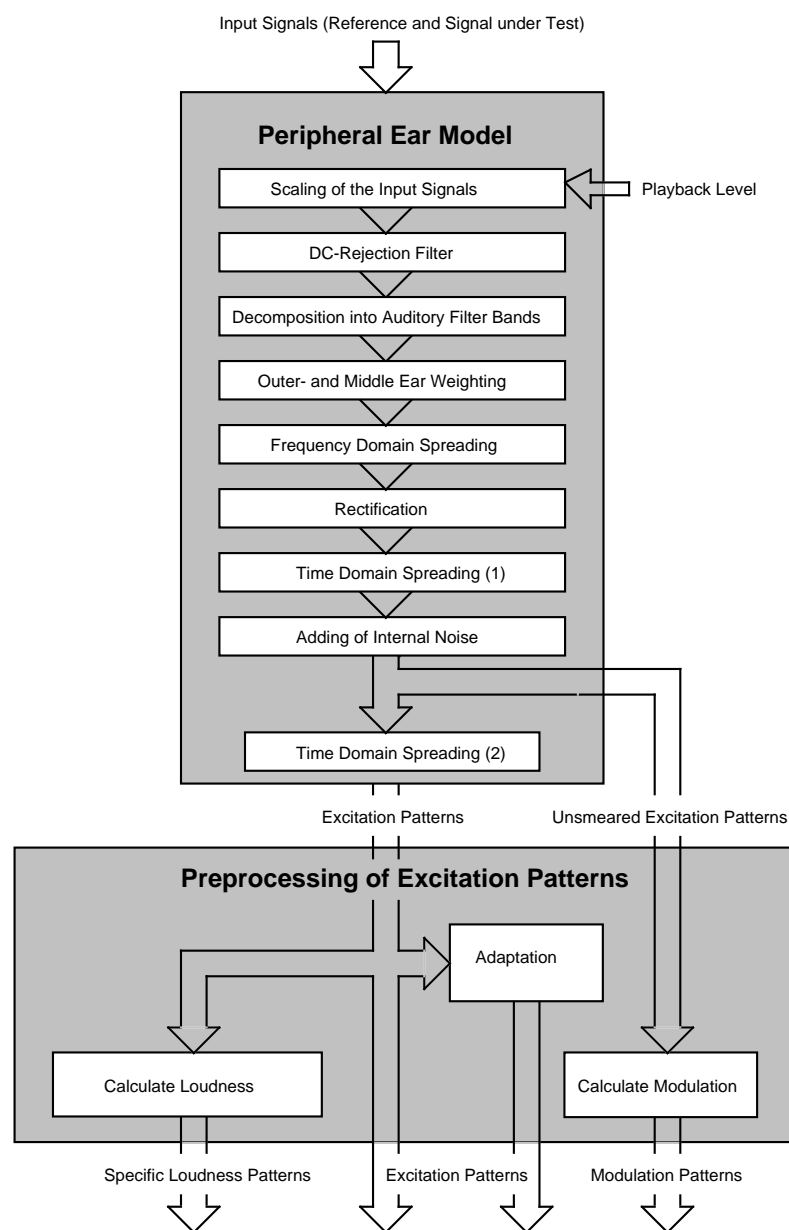 Input Signals (Reference and Signal under Test)
Peripheral Ear Model
Scaling of the Input Signals
Playback Level
DC-Rejection Filter
Decomposition into Auditory Filter Bands
Outer- and Middle Ear Weighting
Frequency Domain Spreading
Rectification
Time Domain Spreading (1)
Adding of Internal Noise
Time Domain Spreading (2)
Excitation Patterns
Unsmeared Excitation Patterns
Preprocessing of Excitation Patterns
Adaptation
Calculate Loudness
Calculate Modulation
Specific Loudness Patterns
Excitation Patterns
Modulation Patterns